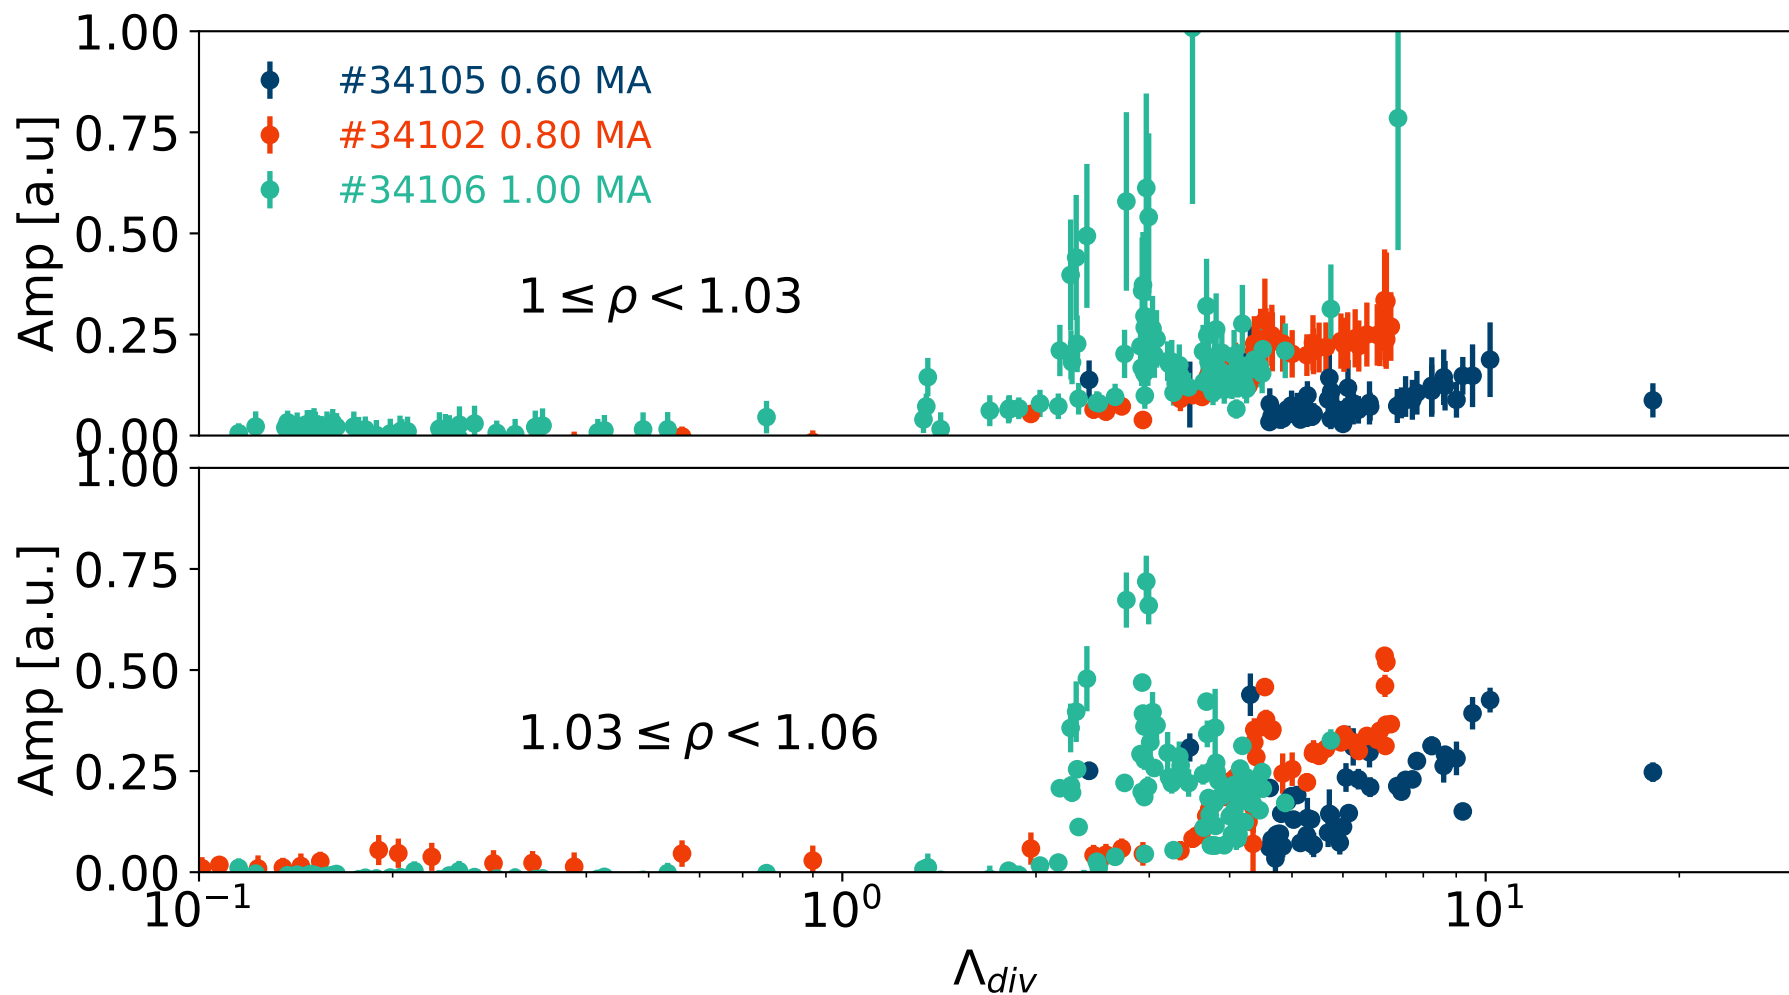 1.00
#34105 0.60 MA
0.75
#34102 0.80 MA
#34106 1.00 MA
Amp [a.u]
0.50
1 ≤ ρ < 1.03
0.25
0.00
1.00
0.75
Amp [a.u.]
0.50
1.03 ≤ ρ < 1.06
0.25
0.00
10⁻¹ 10⁰ 10¹
Λ_div